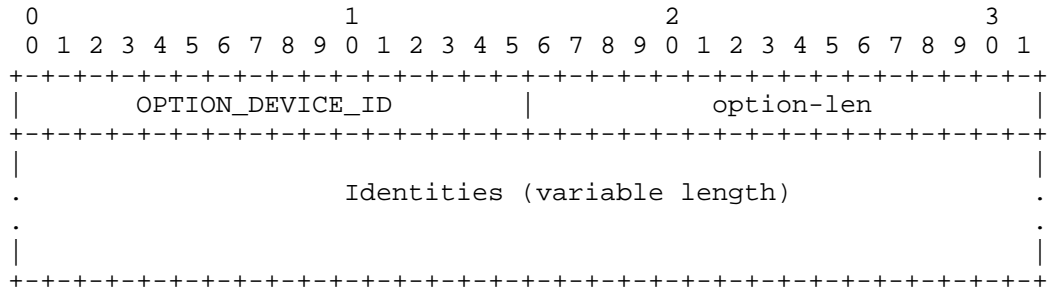 0                   1                   2                   3
 0 1 2 3 4 5 6 7 8 9 0 1 2 3 4 5 6 7 8 9 0 1 2 3 4 5 6 7 8 9 0 1
+-+-+-+-+-+-+-+-+-+-+-+-+-+-+-+-+-+-+-+-+-+-+-+-+-+-+-+-+-+-+-+-+
|       OPTION_DEVICE_ID        |           option-len          |
+-+-+-+-+-+-+-+-+-+-+-+-+-+-+-+-+-+-+-+-+-+-+-+-+-+-+-+-+-+-+-+-+
|                                                               |
.                    Identities (variable length)               .
.                                                               .
|                                                               |
+-+-+-+-+-+-+-+-+-+-+-+-+-+-+-+-+-+-+-+-+-+-+-+-+-+-+-+-+-+-+-+-+